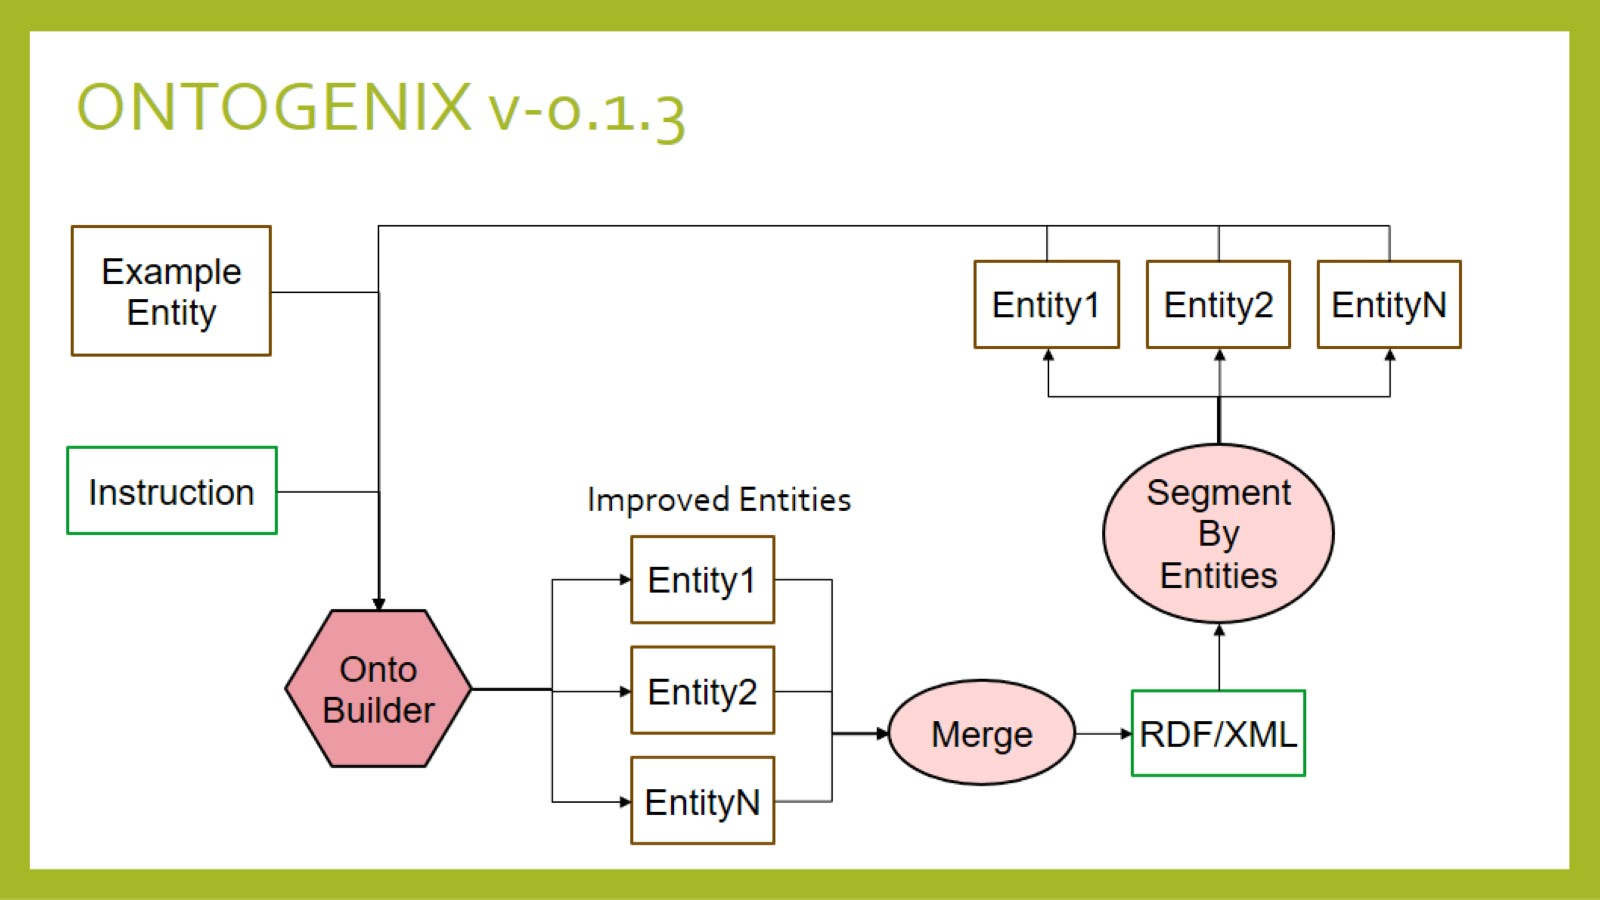 ONTOGENIX v-0.1.3
Example
Entity
Entity1
Entity2
EntityN
Instruction
Segment
By
Entities
Improved Entities
Entity1
Entity2
EntityN
Onto
Builder
Merge
RDF/XML